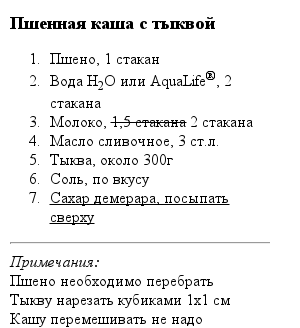 Пшенная каша с тыквой
1. Пшено, 1 стакан
2. Вода H₂O или AquaLife®, 2
стакана
3. Молоко, 1,5 стакана 2 стакана
4. Масло сливочное, 3 ст.л.
5. Тыква, около 300г
6. Соль, по вкусу
7. Сахар демерара, посыпать
сверху
Примечания:
Пшено необходимо перебрать
Тыкву нарезать кубиками 1x1 см
Кашу перемешивать не надо